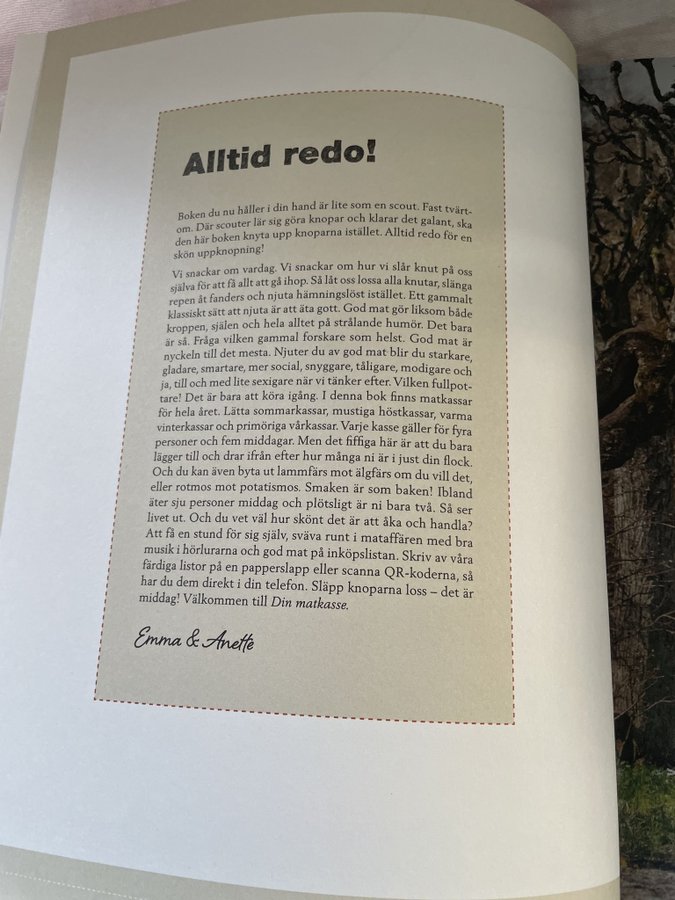 Alltid redo!
Boken du nu håller i din hand är lite som en scout. Fast tvärt-
om. Där scouter lär sig göra knopar och klarar det galant, ska
den här boken knyta upp knoparna istället. Alltid redo för en
skön uppknopning!
Vi snackar om vardag. Vi snackar om hur vi slår knut på oss
själva för att få allt att gå ihop. Så låt oss lossa alla knutar, slänga
repen åt fanders och njuta hämningslöst istället. Ett gammalt
klassiskt sätt att njuta är att äta gott. God mat gör liksom både
kroppen, själen och hela alltet på strålande humör. Det bara
är så. Fråga vilken gammal forskare som helst. God mat är
nyckeln till det mesta. Njuter du av god mat blir du starkare,
gladare, smartare, mer social, snyggare, tåligare, modigare och
ja, till och med lite sexigare när vi tänker efter. Vilken fullpot-
tare! Det är bara att köra igång. I denna bok finns matkassar
för hela året. Lätta sommarkassar, mustiga höstkassar, varma
vinterkassar och primöriga vårkassar. Varje kasse gäller för fyra
personer och fem middagar. Men det fiffiga här är att du bara
lägger till och drar ifrån efter hur många ni är i just din flock.
Och du kan även byta ut lammfärs mot älgfärs om du vill det,
eller rotmos mot potatismos. Smaken är som baken! Ibland
äter sju personer middag och plötsligt är ni bara två. Så ser
livet ut. Och du vet väl hur skönt det är att åka och handla?
Att få en stund för sig själv, sväva runt i mataffären med bra
musik i hörlurarna och god mat på inköpslistan. Skriv av våra
färdiga listor på en papperslapp eller scanna QR-koderna, så
har du dem direkt i din telefon. Släpp knoparna loss – det är
middag! Välkommen till Din matkasse.
Emma & Anette